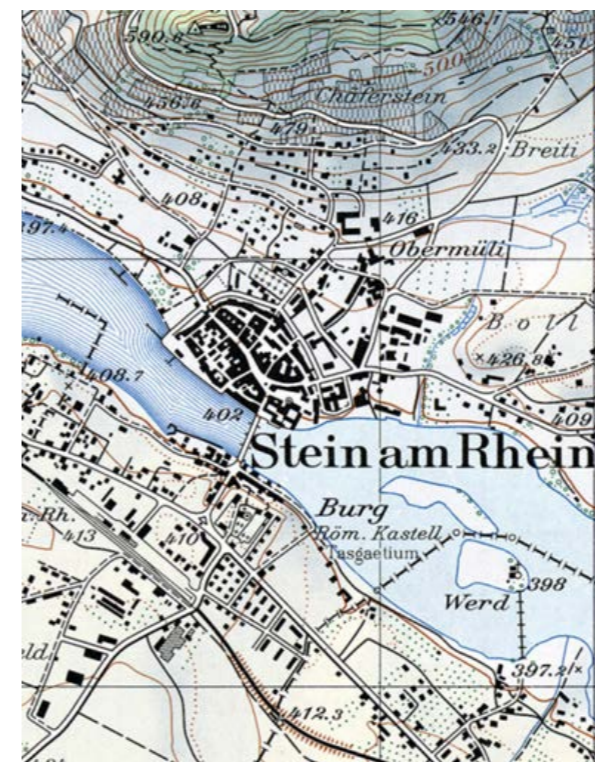 546.1
590.8
451
500
Chäferstein
456.6
479
433.2
Breiti
408
416
397.4
Obermüli
Boll
426.8
408.7
402
409
Stein am Rhein
Burg
Röm. Kastell
Tasgaetium
Rh.
413
410
398
Werd
397.2
412.3